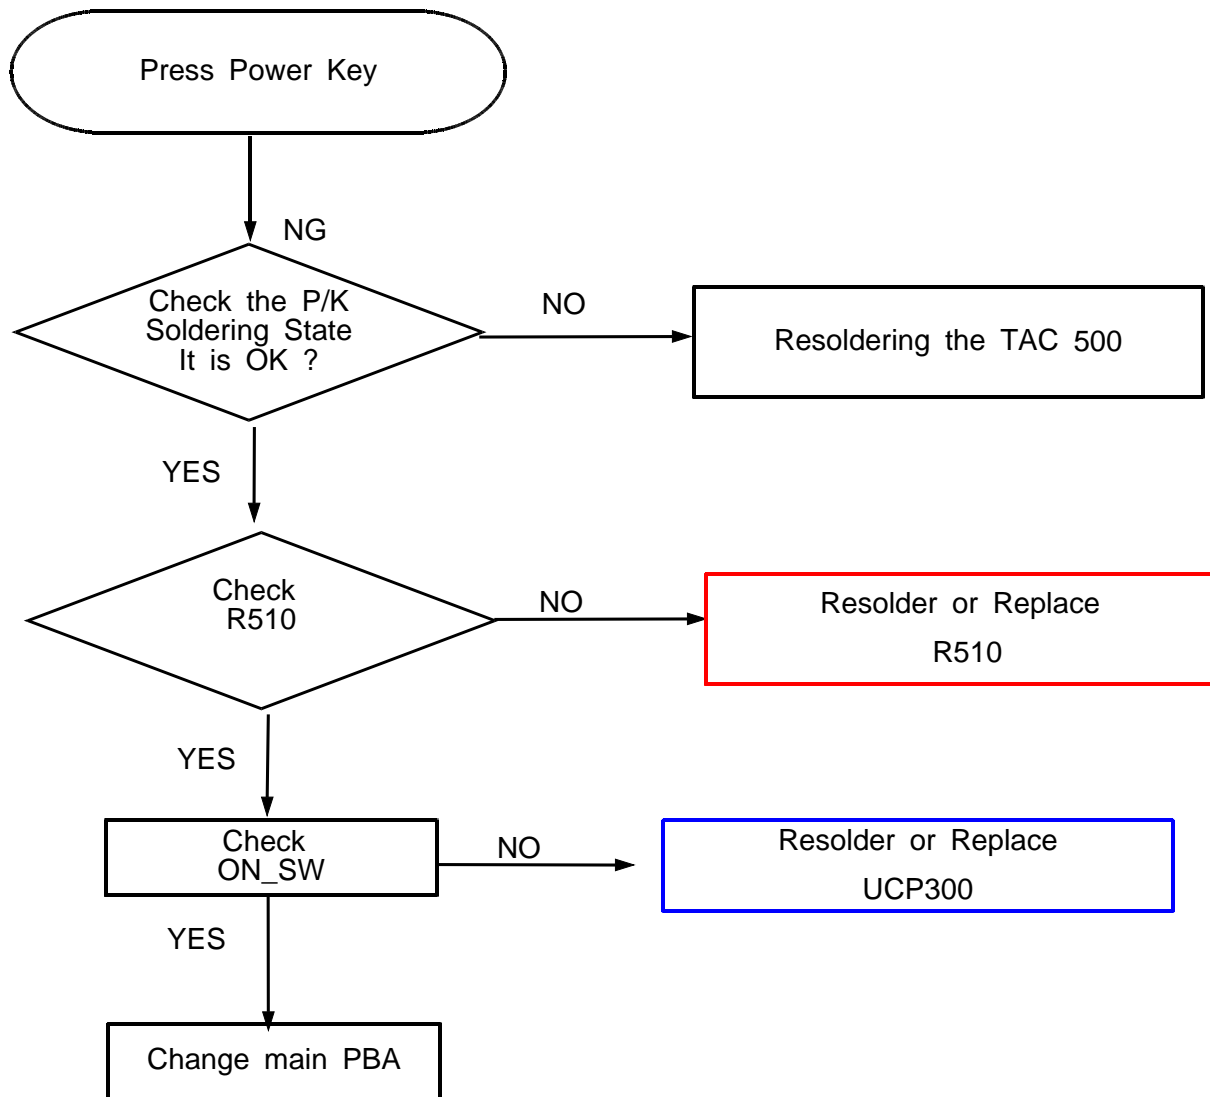 Press Power Key
NG
Check the P/K
Soldering State
It is OK ?
NO
Resoldering the TAC 500
YES
Check
R510
NO
Resolder or Replace
R510
YES
Check
ON_SW
NO
Resolder or Replace
UCP300
YES
Change main PBA